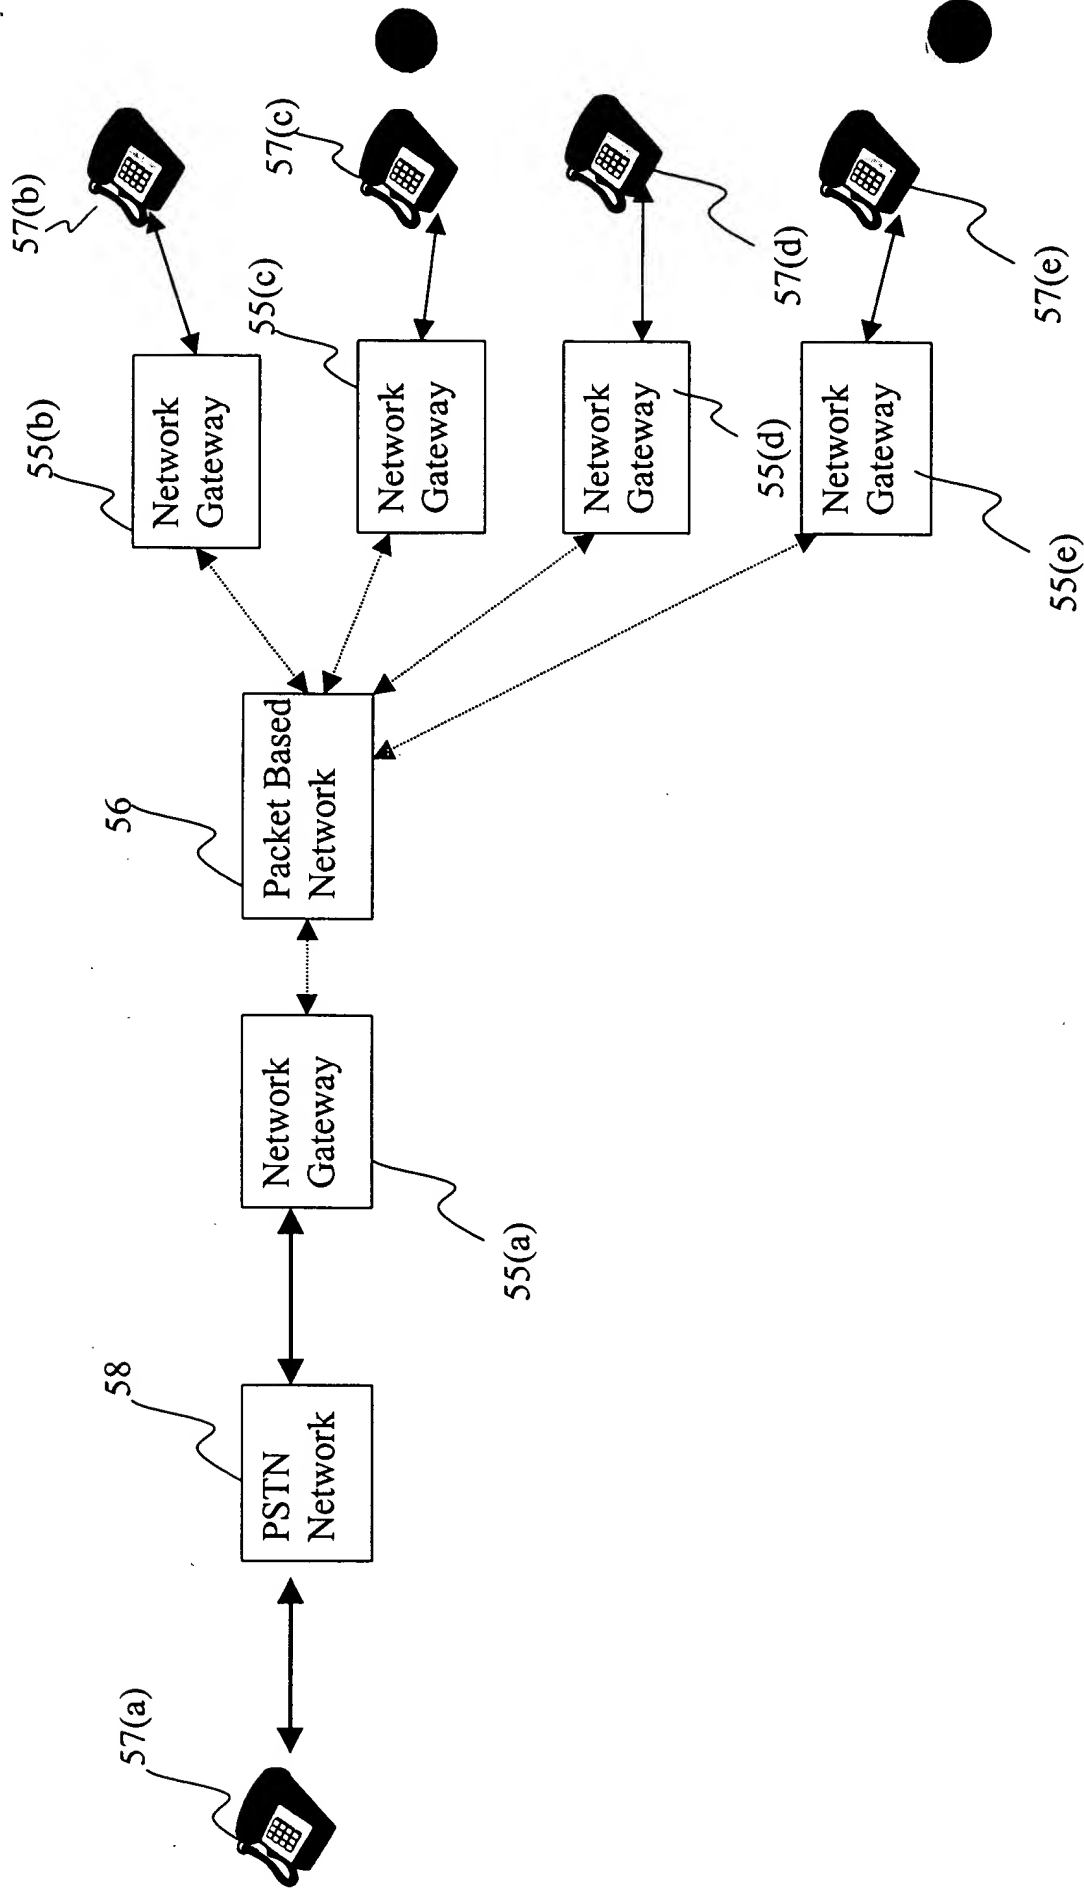 57(a)
58
PSTN
Network
55(a)
Network
Gateway
56
Packet Based
Network
55(b)
Network
Gateway
57(b)
55(c)
Network
Gateway
57(c)
55(d)
Network
Gateway
57(d)
55(e)
Network
Gateway
57(e)